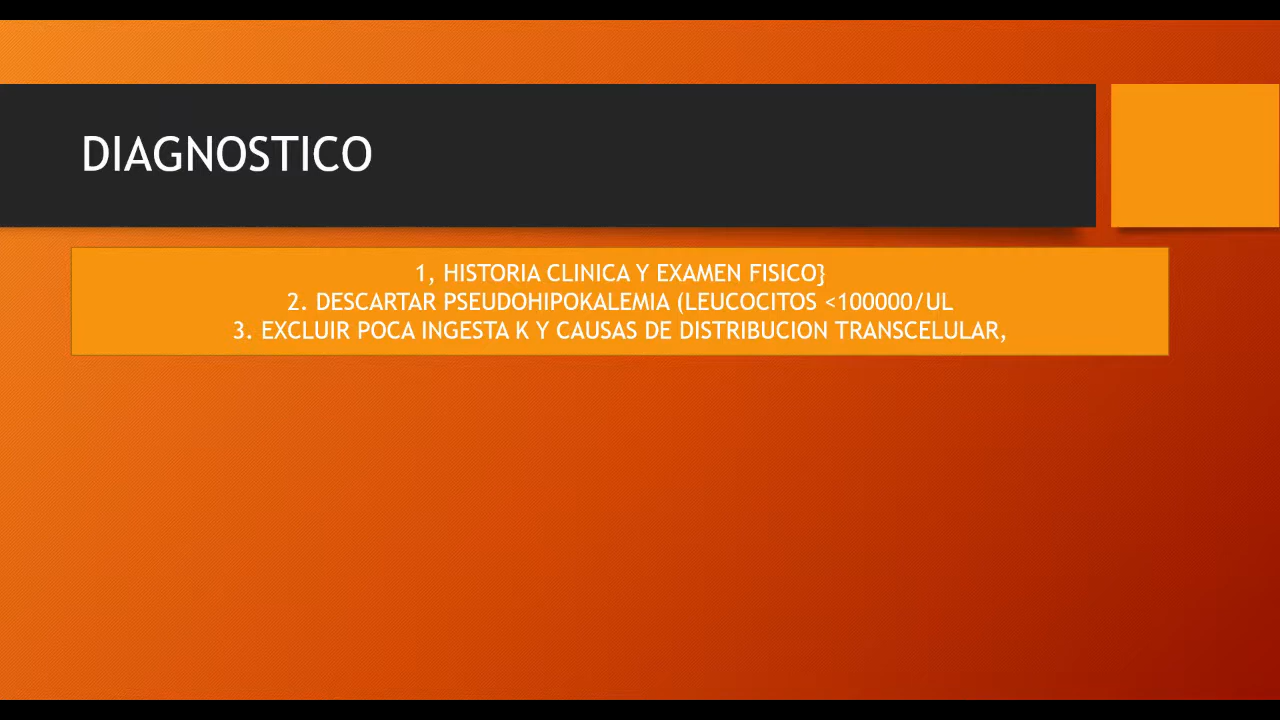 DIAGNOSTICO
1, HISTORIA CLINICA Y EXAMEN FISICO}
2. DESCARTAR PSEUDOHIPOKALEMIA (LEUCOCITOS <100000/UL
3. EXCLUIR POCA INGESTA K Y CAUSAS DE DISTRIBUCION TRANSCELULAR,